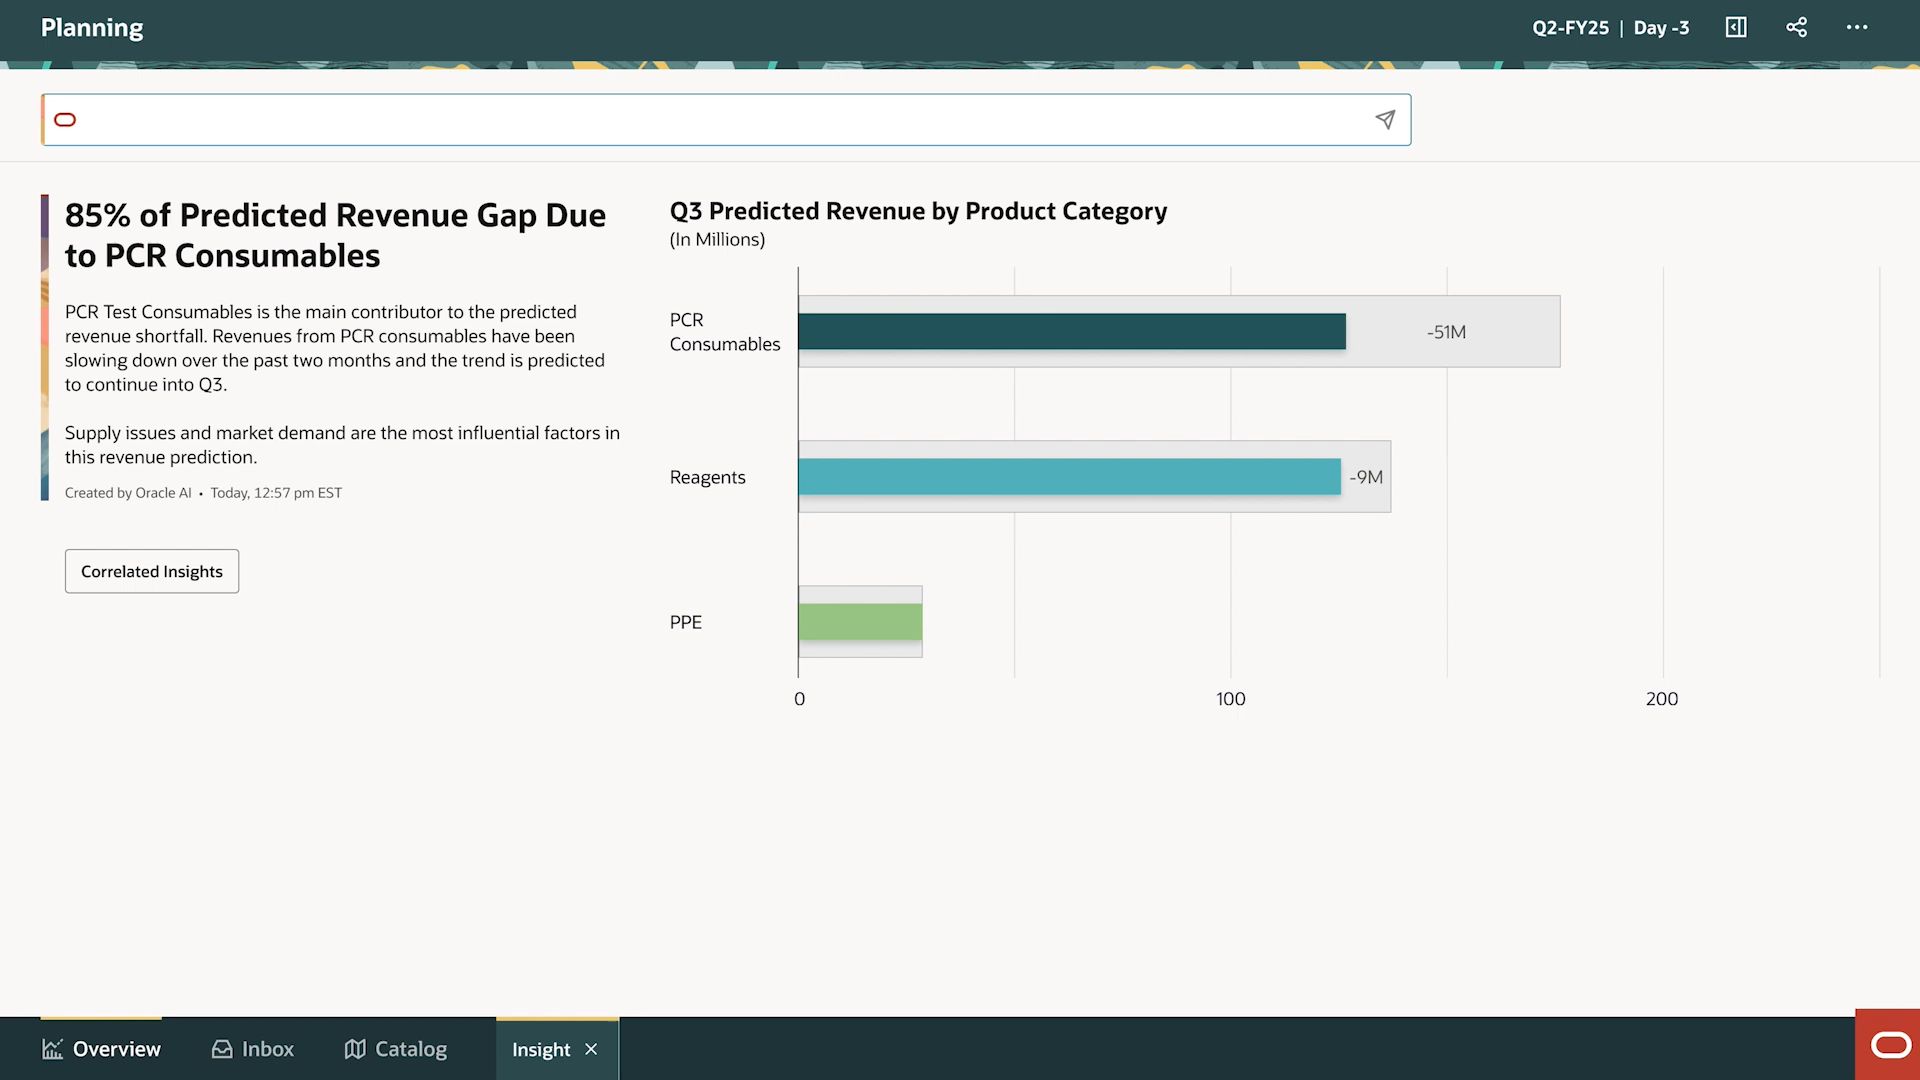 Planning
Q2-FY25 | Day -3
85% of Predicted Revenue Gap Due
to PCR Consumables
PCR Test Consumables is the main contributor to the predicted
revenue shortfall. Revenues from PCR consumables have been
slowing down over the past two months and the trend is predicted
to continue into Q3.
Supply issues and market demand are the most influential factors in
this revenue prediction.
Created by Oracle AI • Today, 12:57 pm EST
Correlated Insights
Q3 Predicted Revenue by Product Category
(In Millions)
PCR
Consumables
-51M
Reagents
-9M
PPE
0
100
200
Overview
Inbox
Catalog
Insight